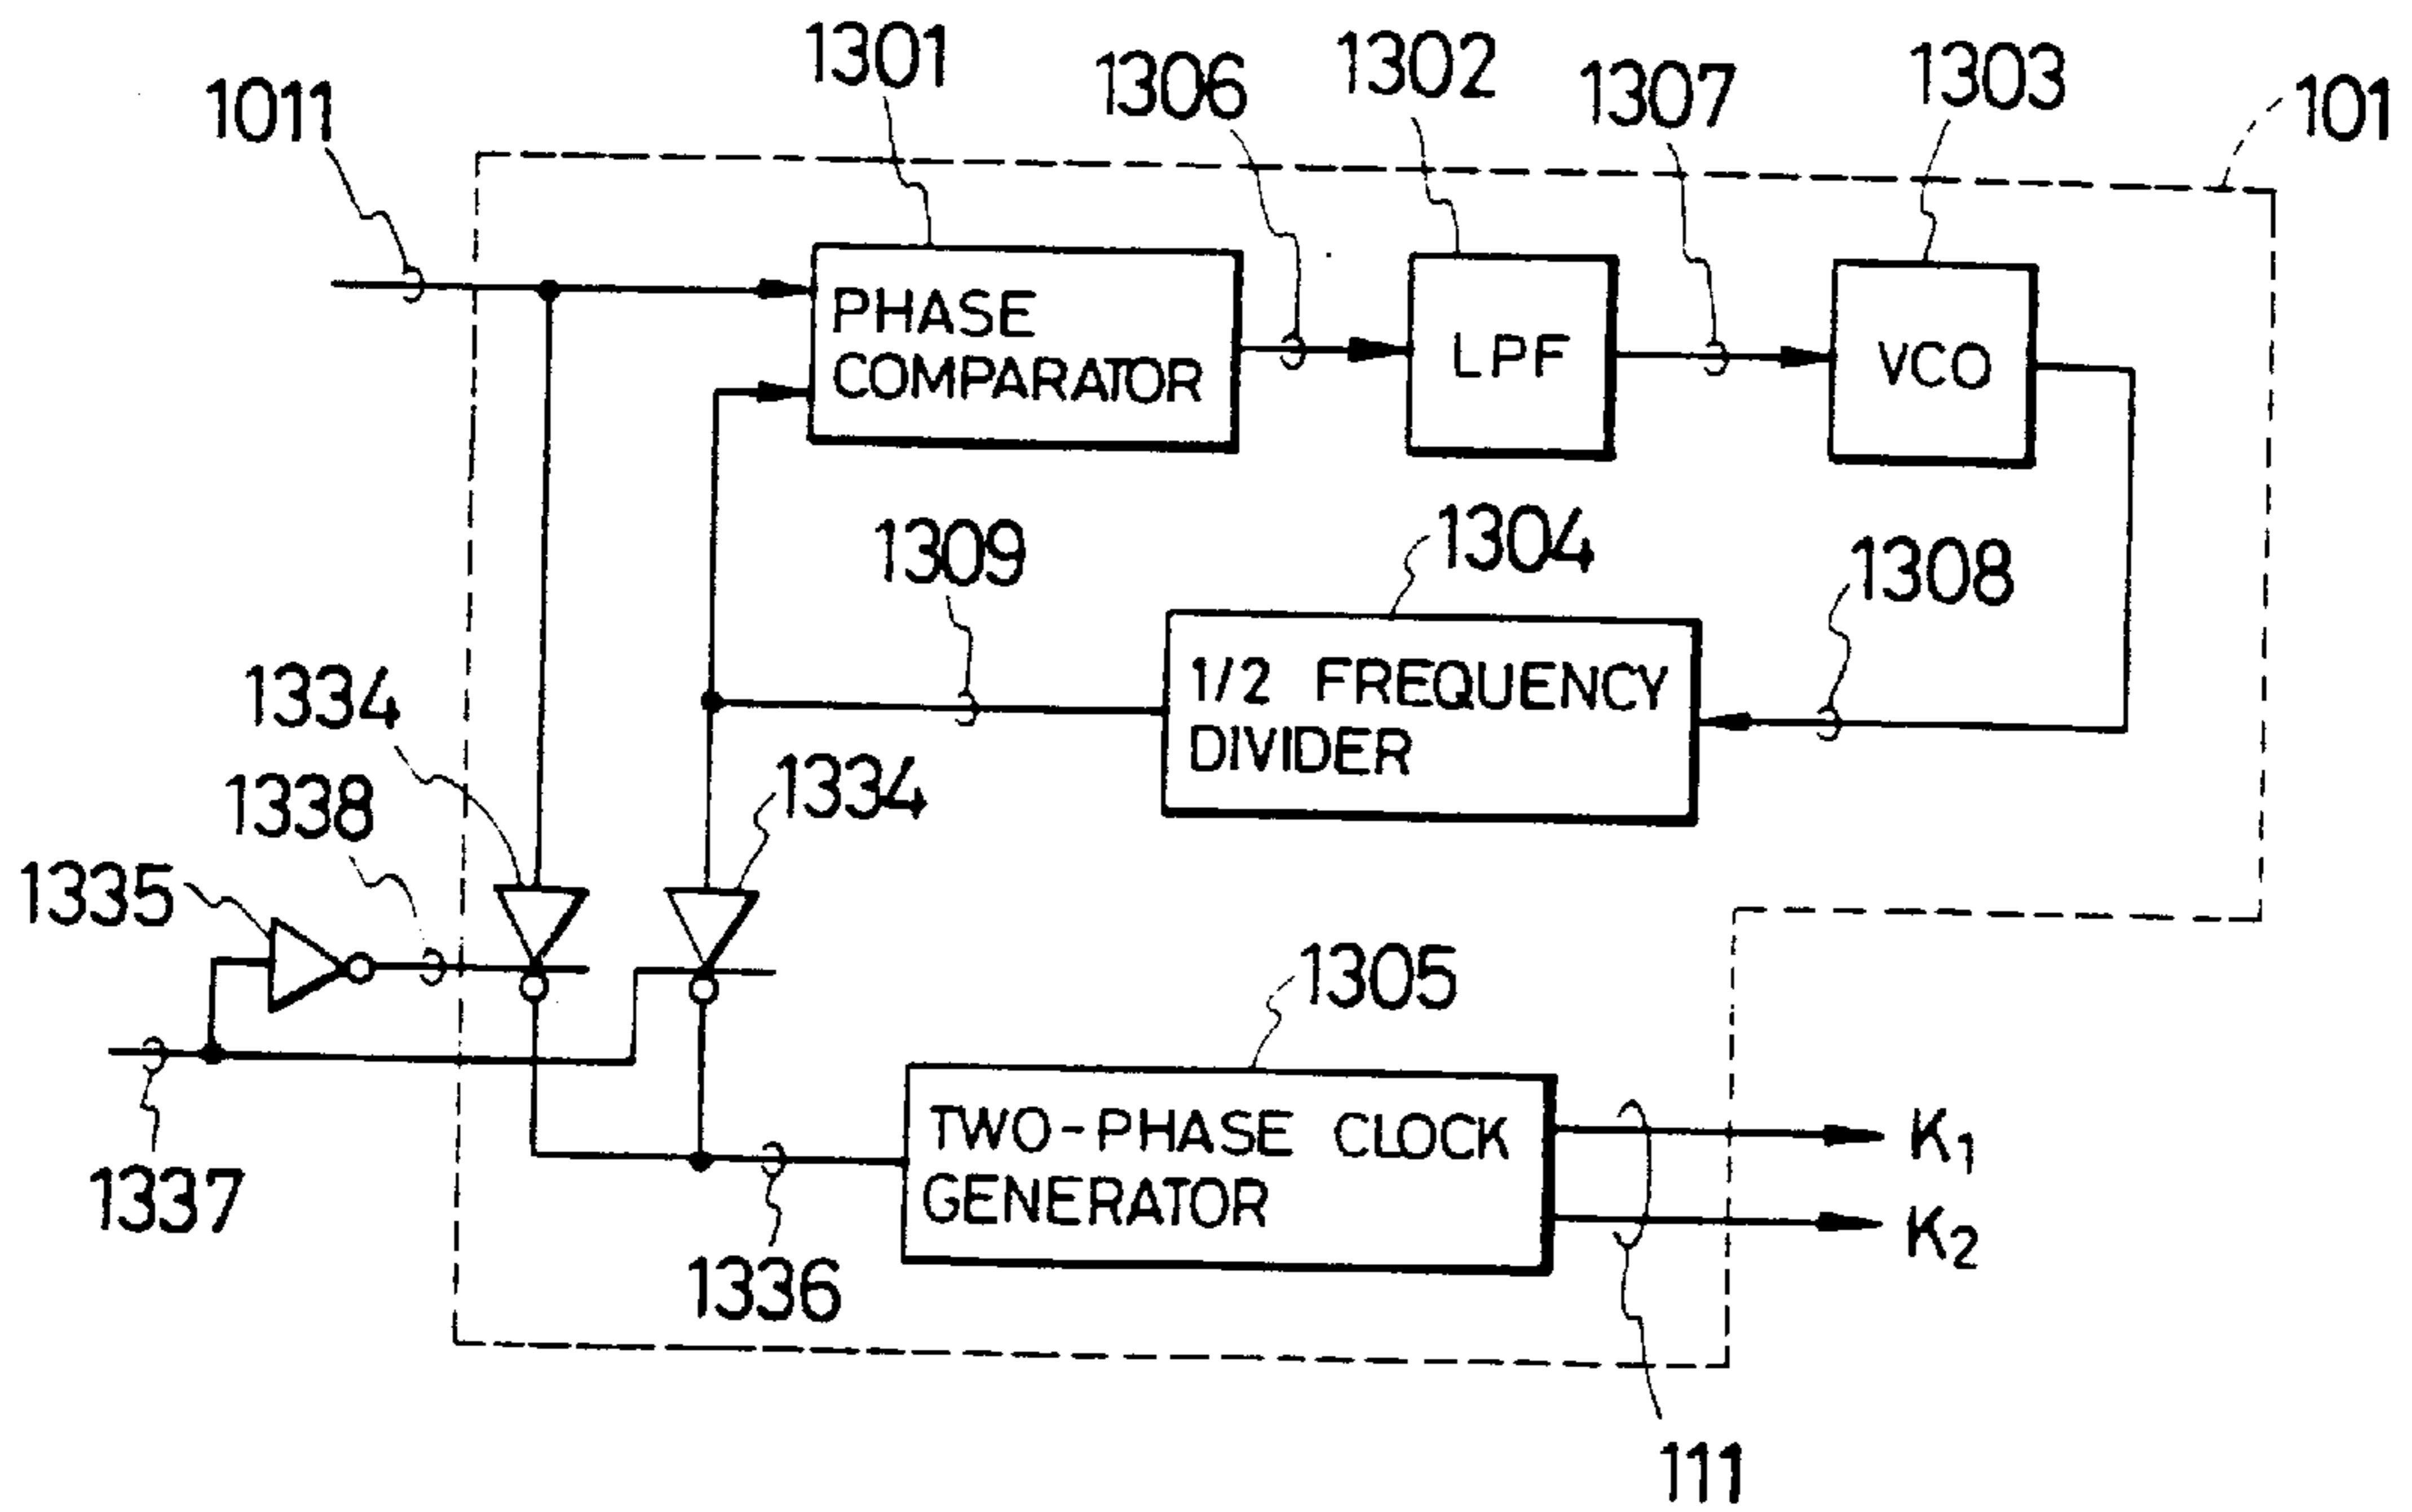 1301
1306
1302
1307
1303
101
1011
PHASE
COMPARATOR
LPF
VCO
1309
1304
1308
1/2 FREQUENCY
DIVIDER
1334
1338
1334
1335
1305
TWO-PHASE CLOCK
GENERATOR
K1
K2
1337
1336
111